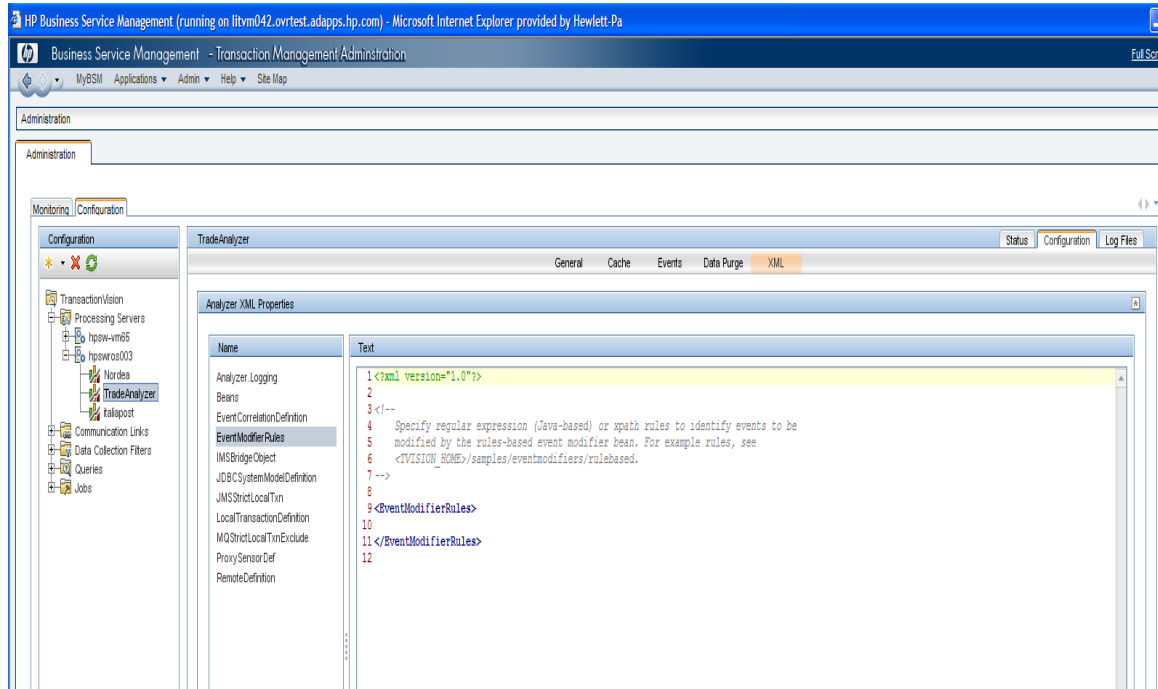 HP Business Service Management (running on litvm042.ovrtest.adapps.hp.com) - Microsoft Internet Explorer provided by Hewlett-Pa
hp Business Service Management - Transaction Management Adminstration
Full Scr
MyBSM Applications Admin Help Site Map
Administration
Administration
Monitoring Configuration
Configuration
TradeAnalyzer
Status Configuration Log Files
General Cache Events Data Purge XML
TransactionVision
Processing Servers
hpsw-vm65
hpswros003
Nordea
TradeAnalyzer
italiapost
Communication Links
Data Collection Filters
Queries
Jobs
Analyzer XML Properties
Name
Analyzer.Logging
Beans
EventCorrelationDefinition
EventModifierRules
IMSBridgeObject
JDBCSystemModelDefinition
JMSStrictLocalTxn
LocalTransactionDefinition
MQStrictLocalTxnExclude
ProxySensorDef
RemoteDefinition
Text
1 <?xml version="1.0"?>
2
3 <!--
4 Specify regular expression (Java-based) or xpath rules to identify events to be
5 modified by the rules-based event modifier bean. For example rules, see
6 <TVISION_HOME>/samples/eventmodifiers/rulebased.
7 -->
8
9 <EventModifierRules>
10
11 </EventModifierRules>
12